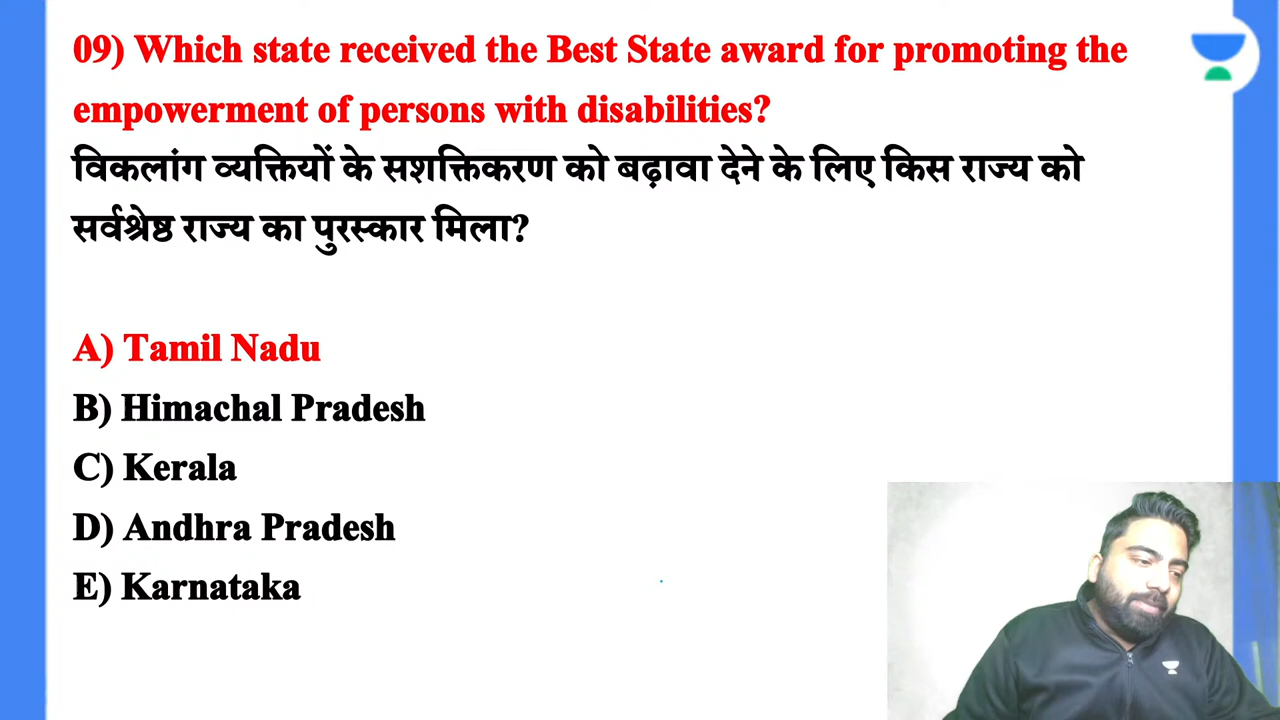 09) Which state received the Best State award for promoting the
empowerment of persons with disabilities?
विकलांग व्यक्तियों के सशक्तिकरण को बढ़ावा देने के लिए किस राज्य को
सर्वश्रेष्ठ राज्य का पुरस्कार मिला?
A) Tamil Nadu
B) Himachal Pradesh
C) Kerala
D) Andhra Pradesh
E) Karnataka